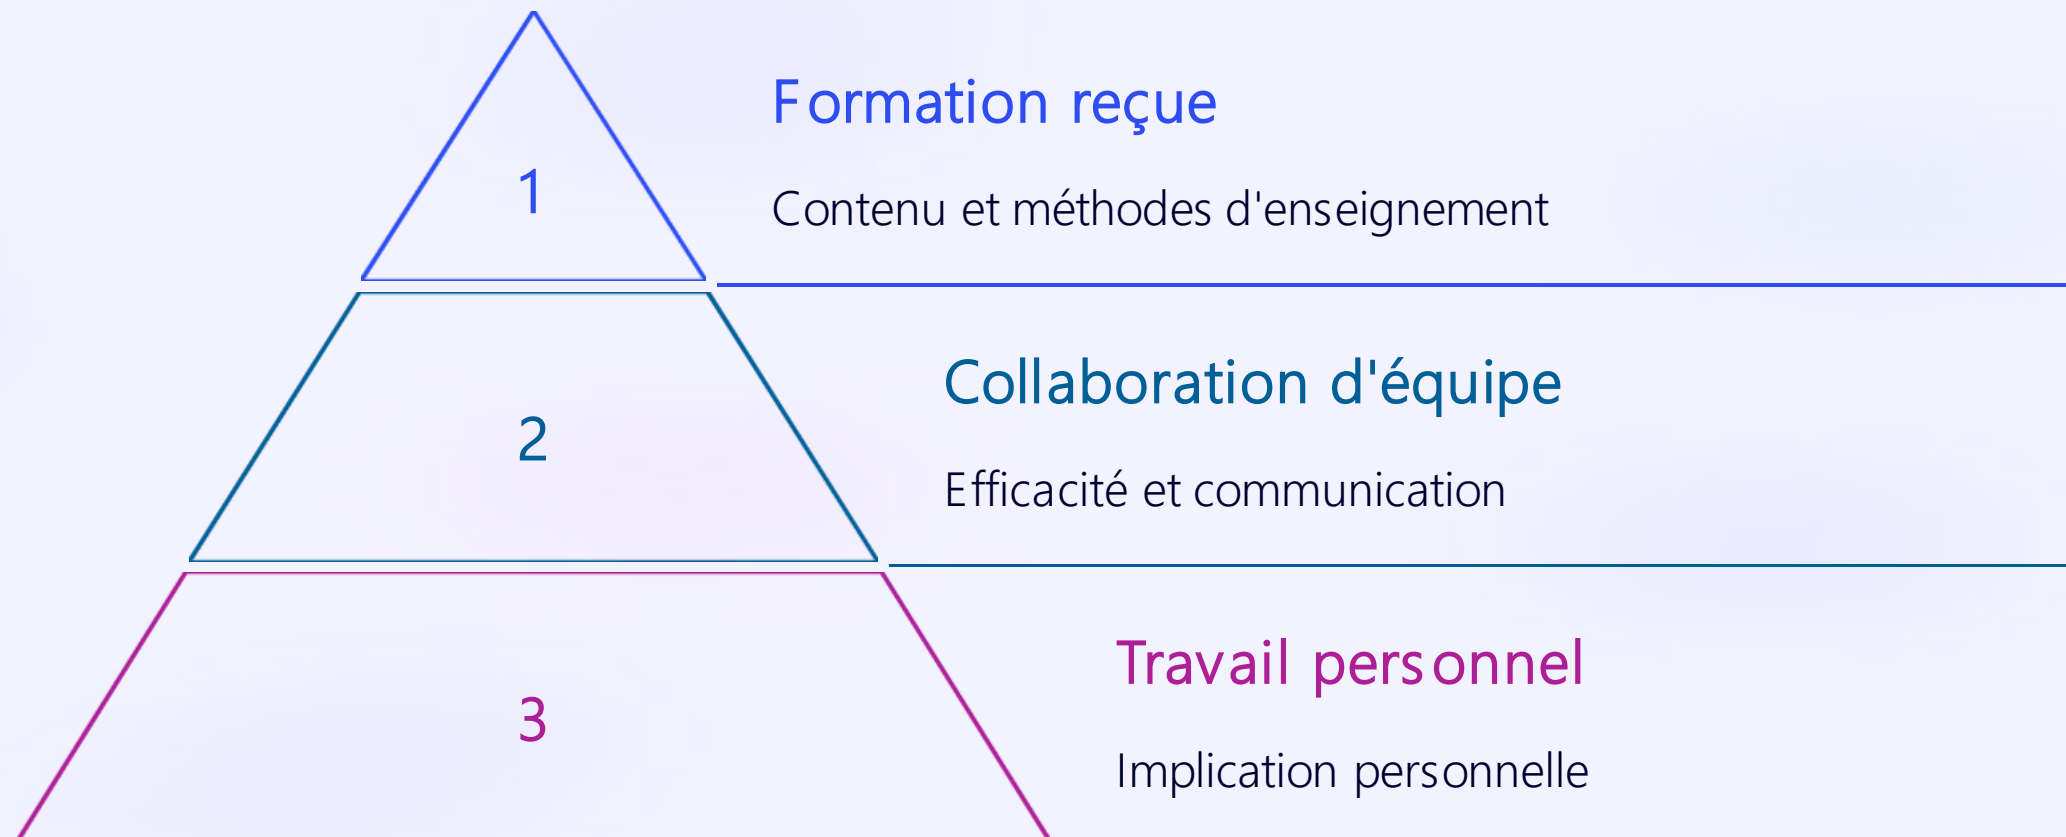 Formation reçue
1
Contenu et méthodes d'enseignement
Collaboration d'équipe
2
Efficacité et communication
Travail personnel
3
Implication personnelle